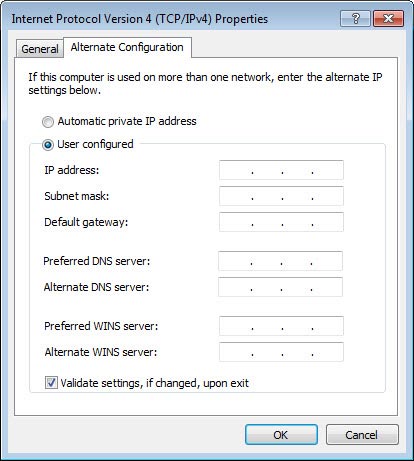 Internet Protocol Version 4 (TCP/IPv4) Properties
?
General
Alternate Configuration
If this computer is used on more than one network, enter the alternate IP
settings below.
Automatic private IP address
User configured
IP address:
. . .
Subnet mask:
. . .
Default gateway:
. . .
Preferred DNS server:
. . .
Alternate DNS server:
. . .
Preferred WINS server:
. . .
Alternate WINS server:
. . .
Validate settings, if changed, upon exit
OK
Cancel